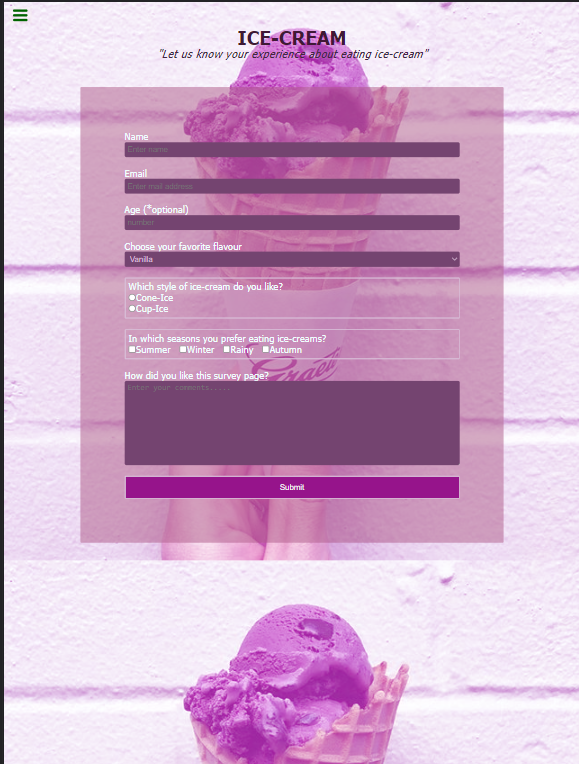 ICE-CREAM
"Let us know your experience about eating ice-cream"
Name
Enter name
Email
Enter mail address
Age (*optional)
number
Choose your favorite flavour
Vanilla
Which style of ice-cream do you like?
Cone-Ice
Cup-Ice
In which seasons you prefer eating ice-creams?
Summer Winter Rainy Autumn
Graeter's
How did you like this survey page?
Enter your comments.....
Submit